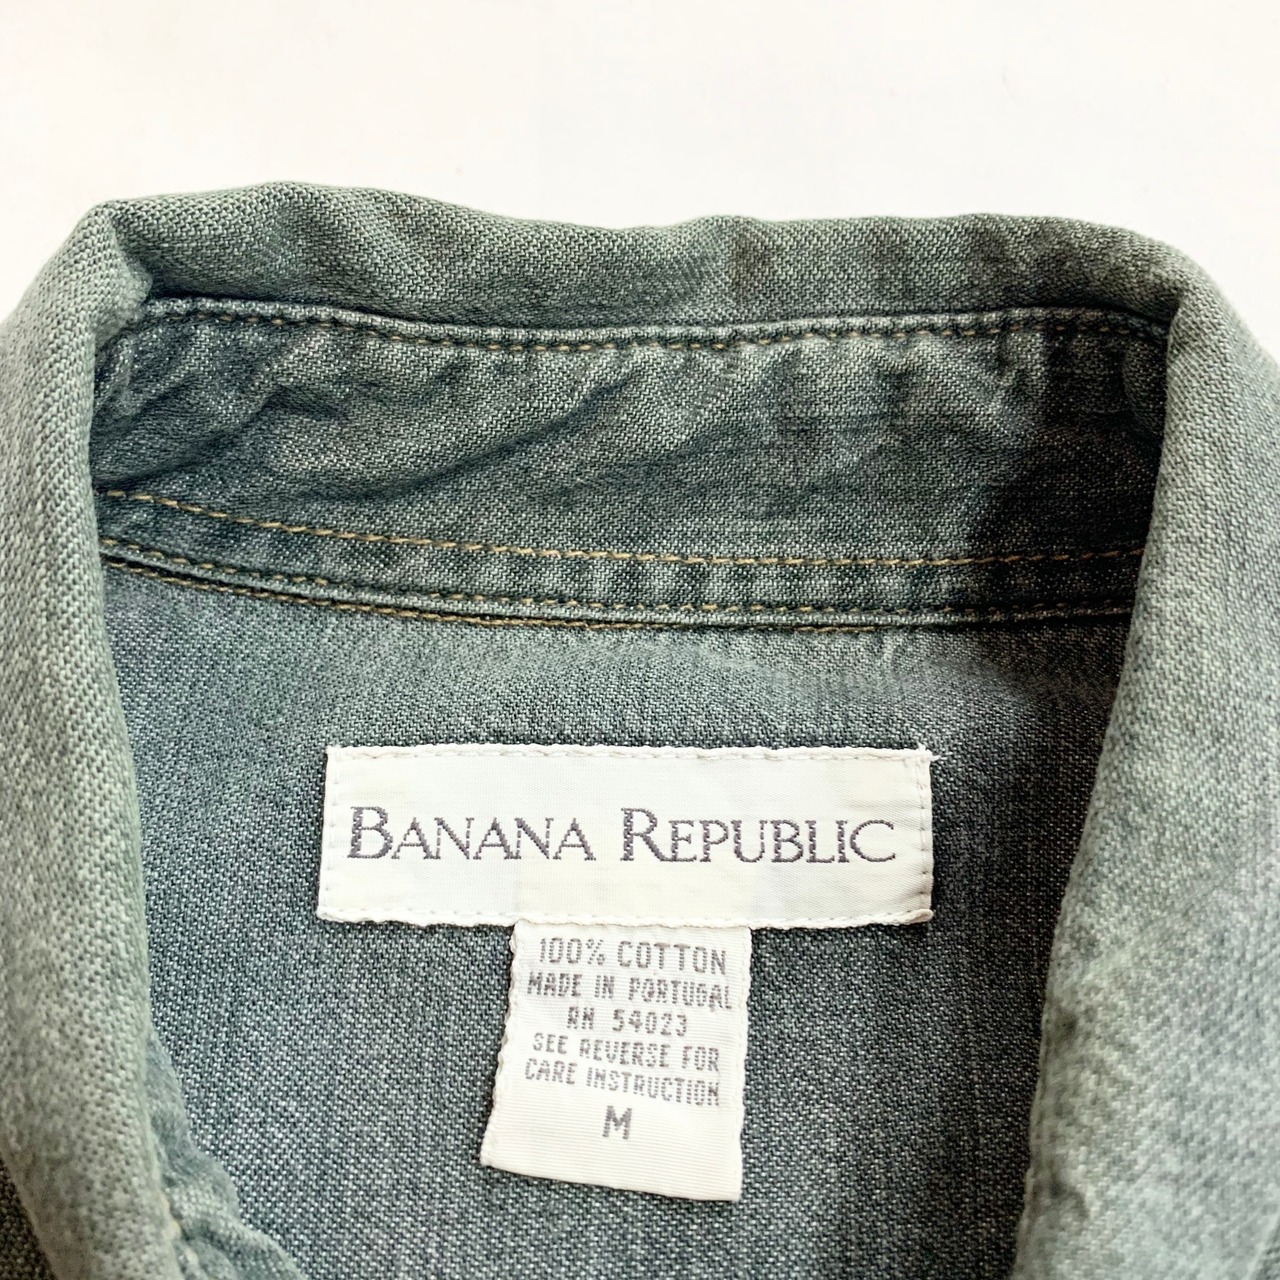 BANANA REPUBLIC
100% COTTON
MADE IN PORTUGAL
RN 54023
SEE REVERSE FOR
CARE INSTRUCTION
M